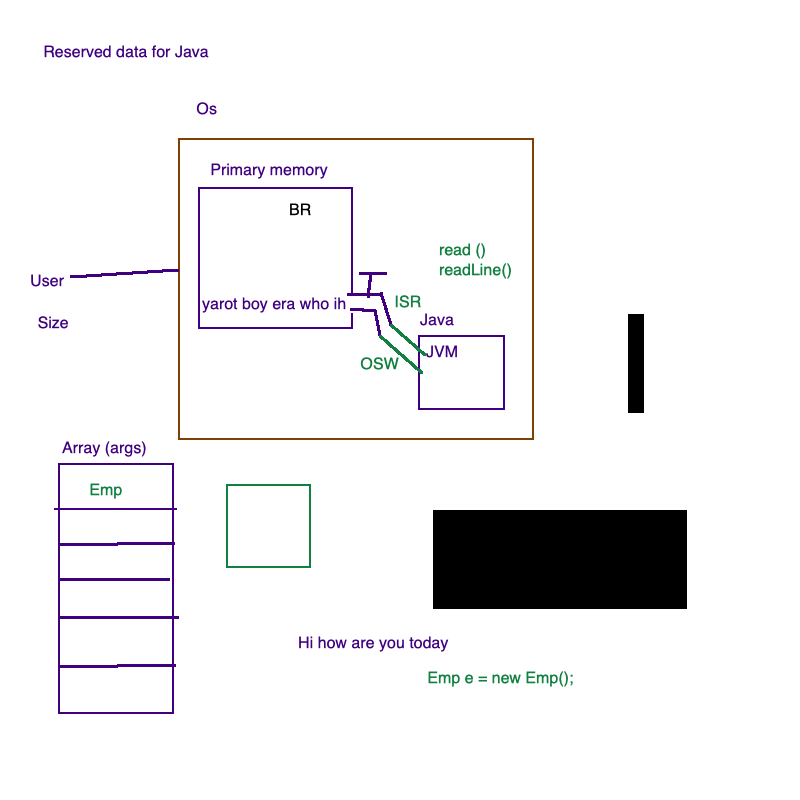 Reserved data for Java
Os
Primary memory
BR
read ()
readLine()
User
yarot boy era who ih
ISR
Size
Java
JVM
OSW
Array (args)
Emp
Hi how are you today
Emp e = new Emp();